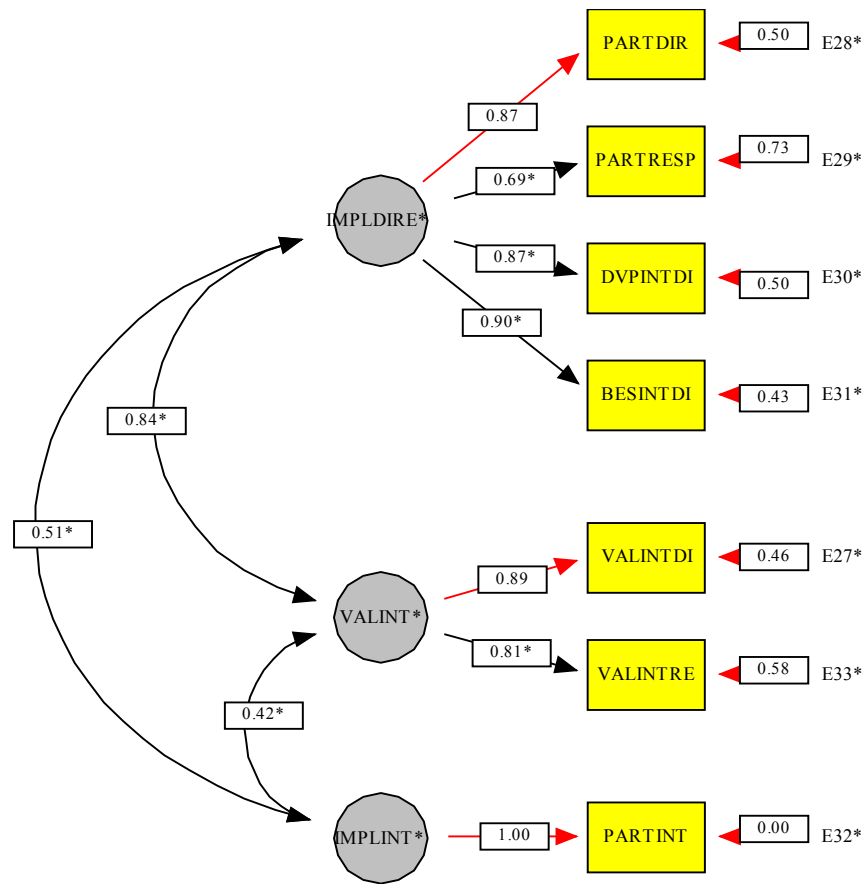 PARTDIR
0.50
E28*
0.87
PARTRESP
0.73
E29*
0.69*
IMPLDIRE*
0.87*
DVPINTDI
0.50
E30*
0.90*
BESINTDI
0.43
E31*
0.84*
0.51*
VALINTDI
0.46
E27*
0.89
VALINT*
0.81*
VALINTRE
0.58
E33*
0.42*
IMPLINT*
1.00
PARTINT
0.00
E32*